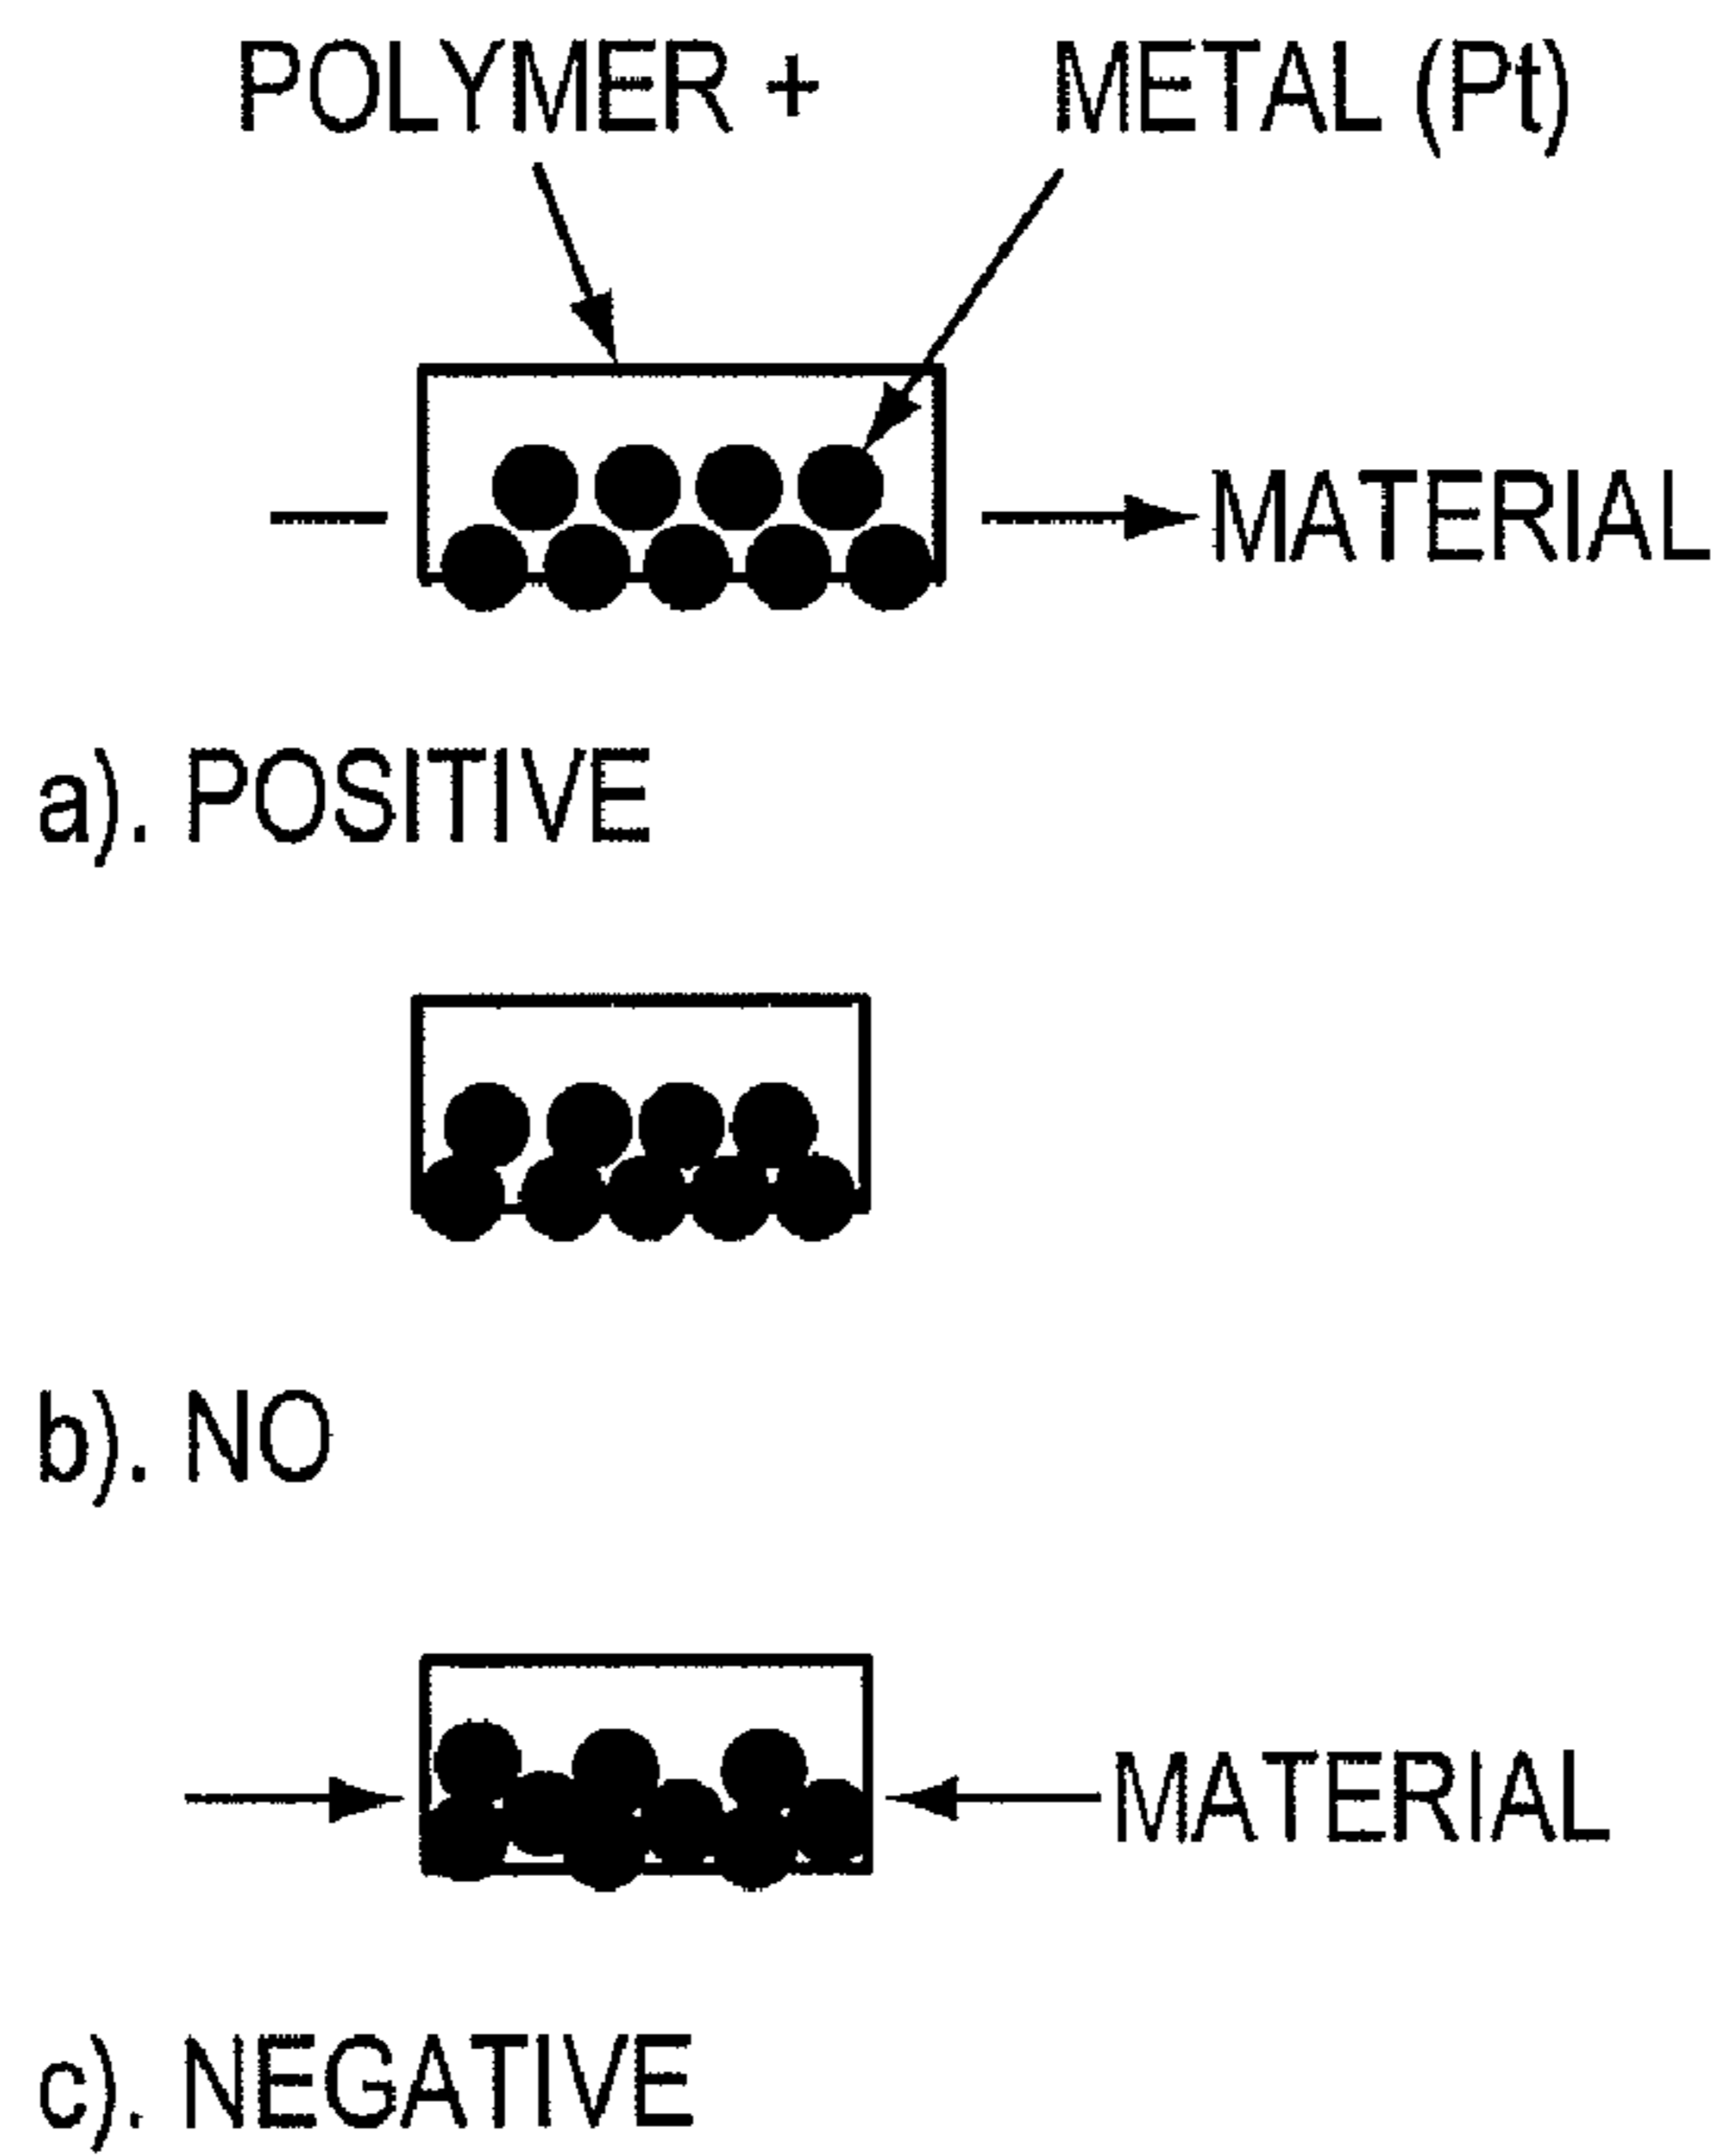 POLYMER + METAL (Pt)
MATERIAL
a). POSITIVE
b). NO
MATERIAL
c). NEGATIVE